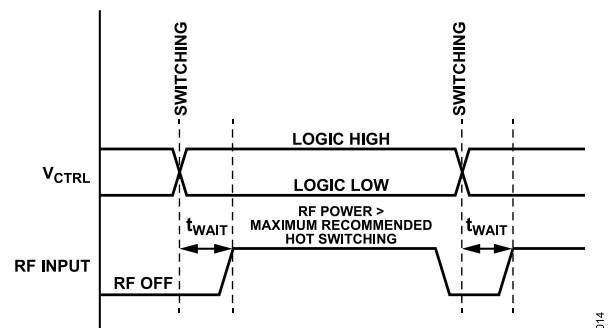 SWITCHING
SWITCHING
VCTRL
LOGIC HIGH
LOGIC LOW
tWAIT
RF POWER >
MAXIMUM RECOMMENDED
HOT SWITCHING
tWAIT
RF INPUT
RF OFF
014